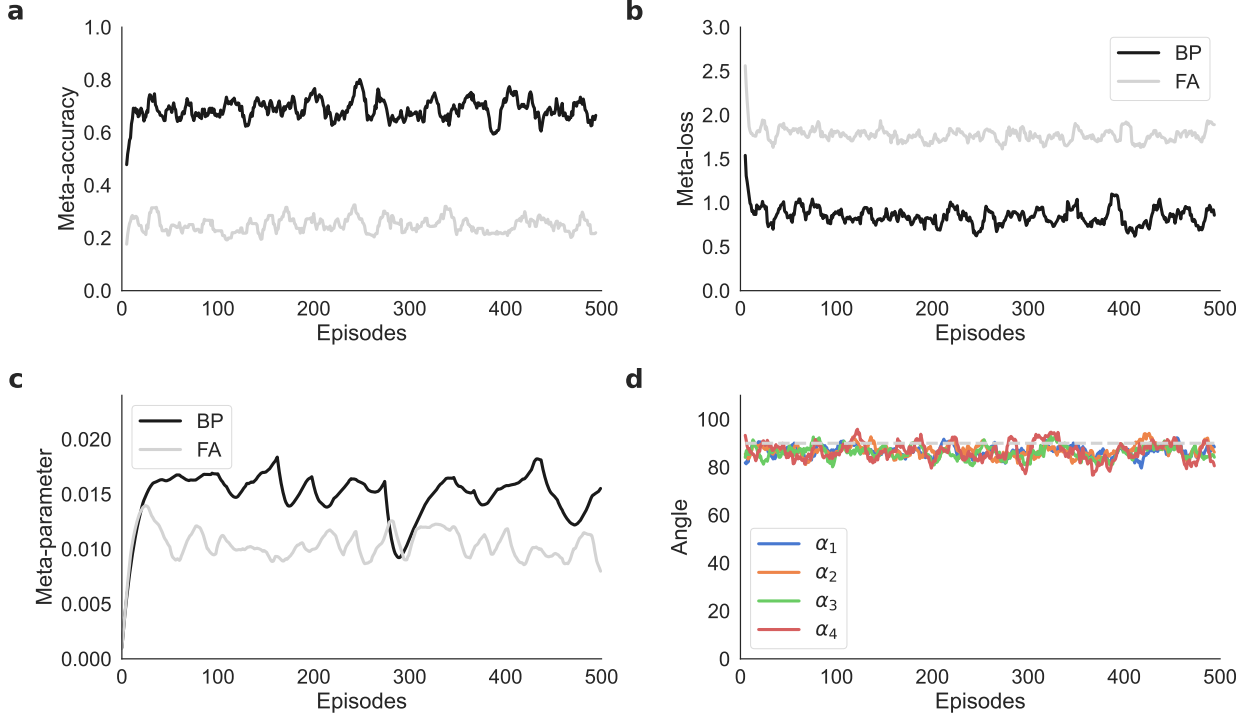 a
1.0
0.8
0.6
0.4
0.2
0.0
Meta-accuracy
0 100 200 300 400 500
Episodes
b
3.0
2.5
2.0
1.5
1.0
0.5
0.0
Meta-loss
BP
FA
0 100 200 300 400 500
Episodes
c
0.020
0.015
0.010
0.005
0.000
Meta-parameter
BP
FA
0 100 200 300 400 500
Episodes
d
100
80
60
40
20
0
Angle
α₁
α₂
α₃
α₄
0 100 200 300 400 500
Episodes